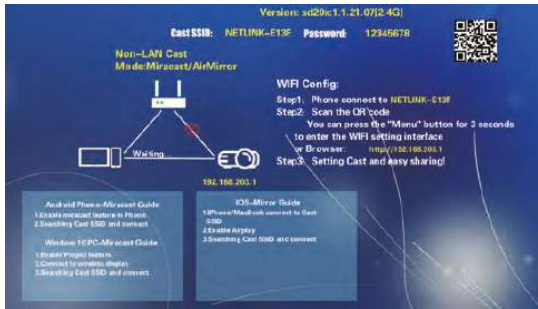 Version: sd20x:1.1.21.07[2.4G]
Cast SSID: NETLINK-E13F Password: 12345678
Non-LAN Cast
Mode:Miracast/AirMirror
WIFI Config:
Step1: Phone connect to NETLINK-E13F
Step2: Scan the QR code
You can press the "Menu" button for 3 seconds
to enter the WIFI setting interface
or Browser: http://192.168.203.1
Step3: Setting Cast and easy sharing!
Waiting...
192.168.203.1
Android Phone-Miracast Guide
1.Enable miracast feature in Phone.
2.Searching Cast SSID and connect
Window 10 PC-Miracast Guide
1.Enable Project feature.
2.Connect to wireless display.
3.Searching Cast SSID and connect
IOS-Mirror Guide
1.IPhone/MacBook connect to Cast
SSID
2.Enable Airplay
3.Searching Cast SSID and connect